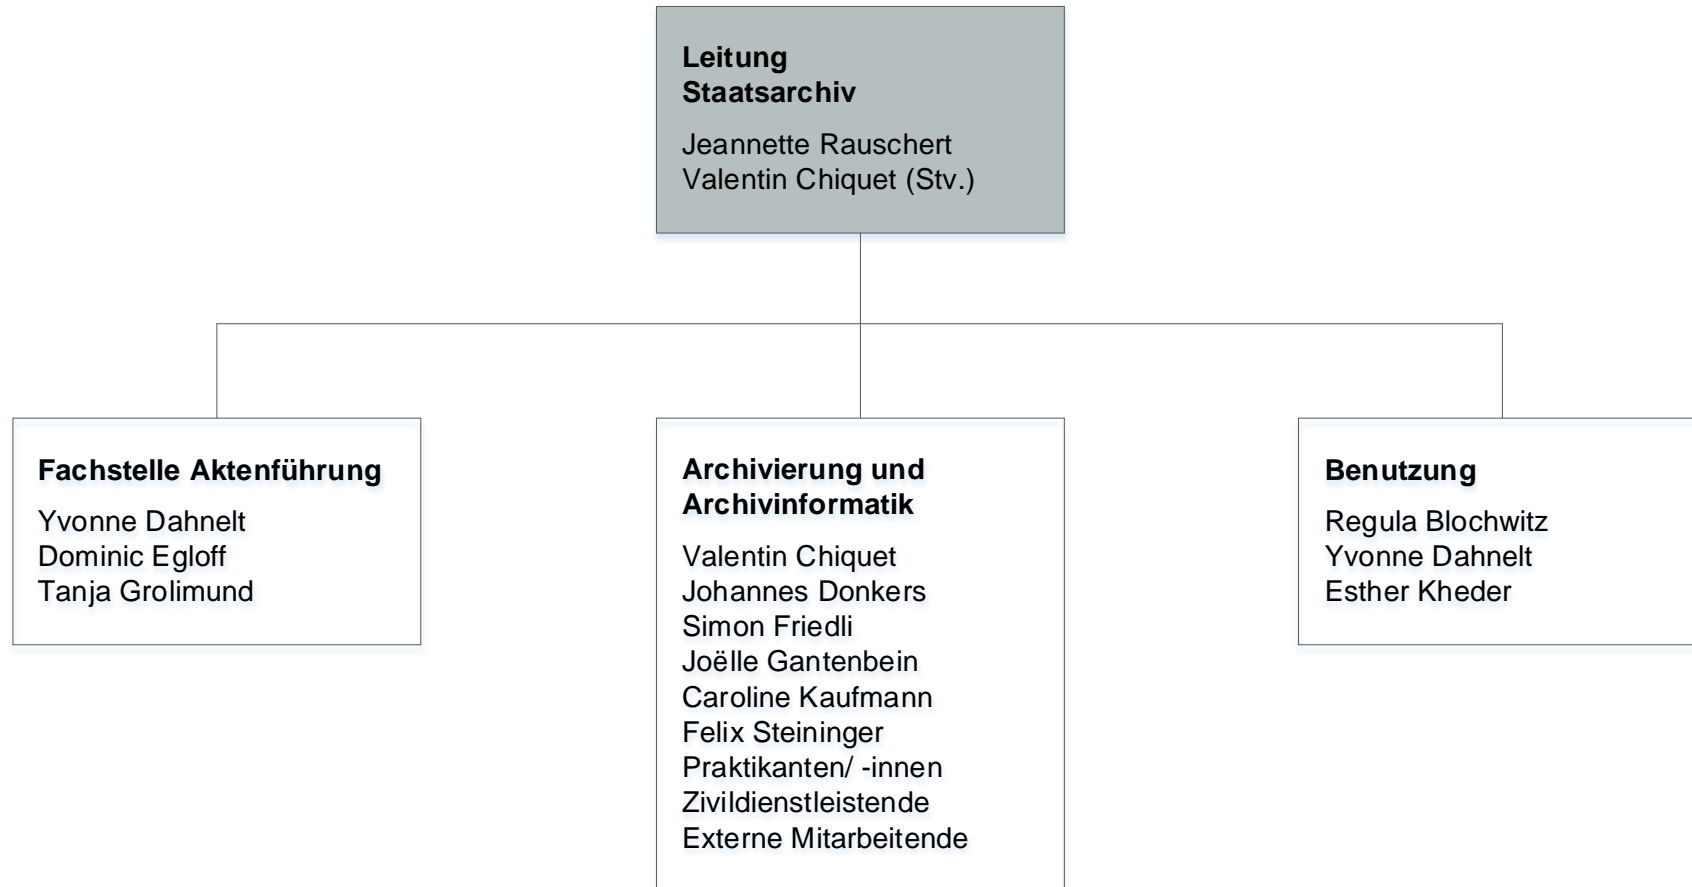 Leitung
Staatsarchiv
Jeannette Rauschert
Valentin Chiquet (Stv.)
Fachstelle Aktenführung
Yvonne Dahnelt
Dominic Egloff
Tanja Grolimund
Archivierung und
Archivinformatik
Valentin Chiquet
Johannes Donkers
Simon Friedli
Joëlle Gantenbein
Caroline Kaufmann
Felix Steininger
Praktikanten/ -innen
Zivildienstleistende
Externe Mitarbeitende
Benutzung
Regula Blochwitz
Yvonne Dahnelt
Esther Kheder